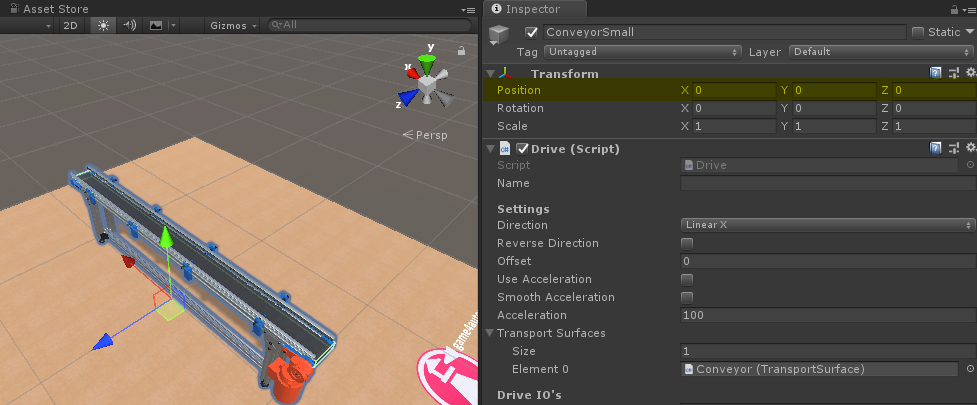 Asset Store
2D
Gizmos
All
y
x
z
Persp
game4aut
Inspector
ConveyorSmall
Static
Tag Untagged Layer Default
Transform
Position X 0 Y 0 Z 0
Rotation X 0 Y 0 Z 0
Scale X 1 Y 1 Z 1
Drive (Script)
Script Drive
Name
Settings
Direction Linear X
Reverse Direction
Offset 0
Use Acceleration
Smooth Acceleration
Acceleration 100
Transport Surfaces
Size 1
Element 0 Conveyor (TransportSurface)
Drive IO's